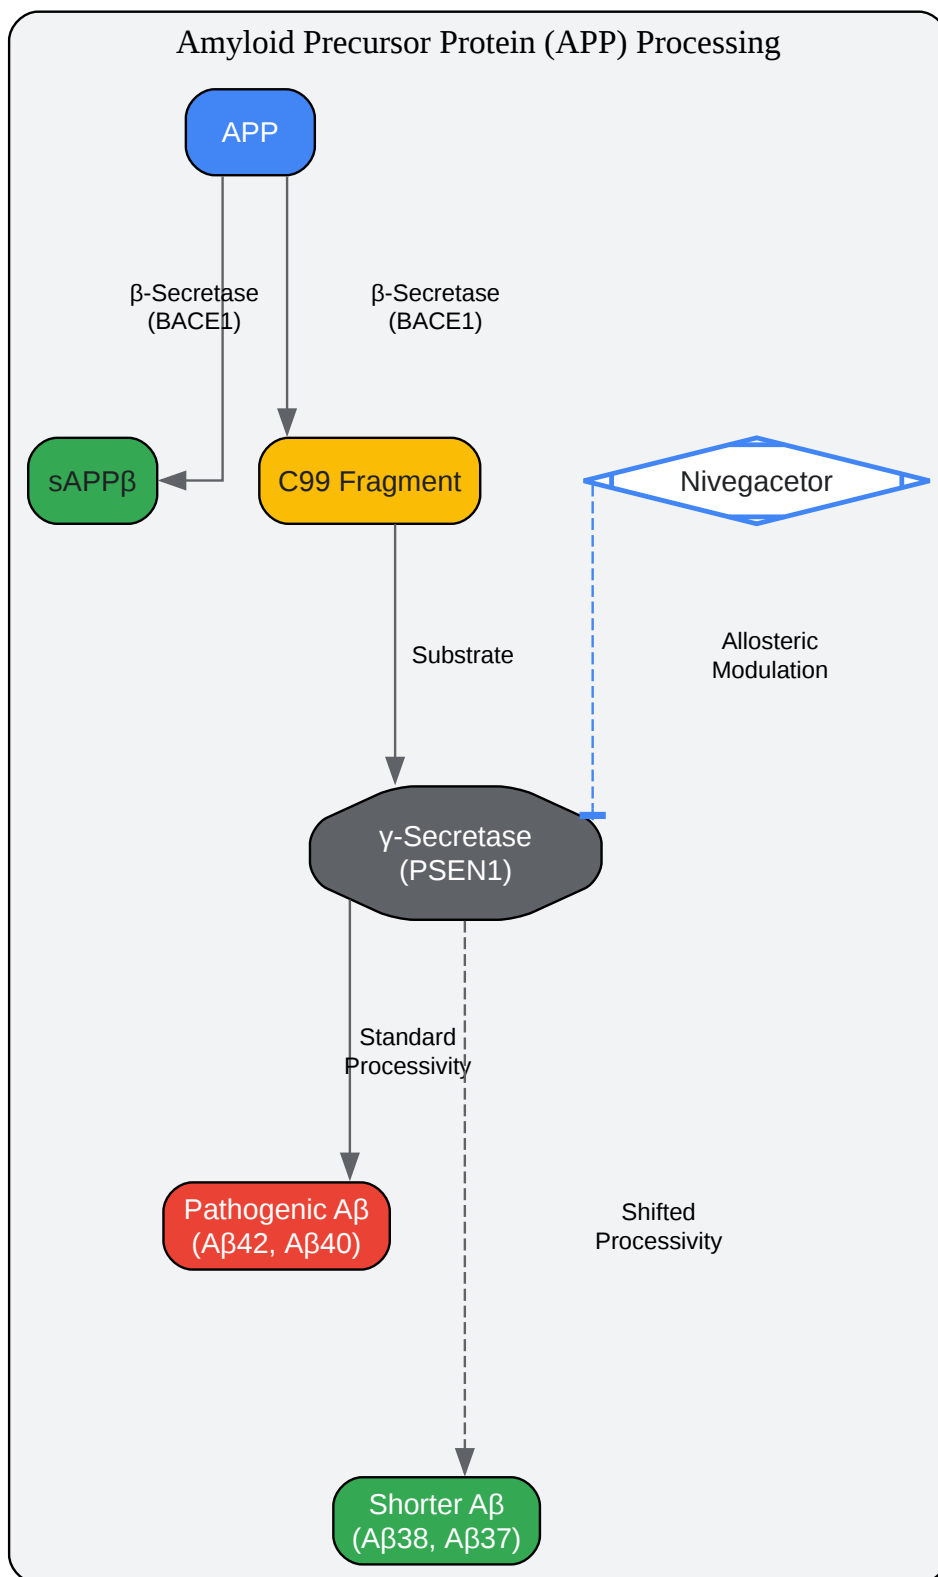 Amyloid Precursor Protein (APP) Processing
APP
β-Secretase
(BACE1)
β-Secretase
(BACE1)
sAPPβ
C99 Fragment
Nivegacetor
Substrate
Allosteric
Modulation
γ-Secretase
(PSEN1)
Standard
Processivity
Pathogenic Aβ
(Aβ42, Aβ40)
Shifted
Processivity
Shorter Aβ
(Aβ38, Aβ37)